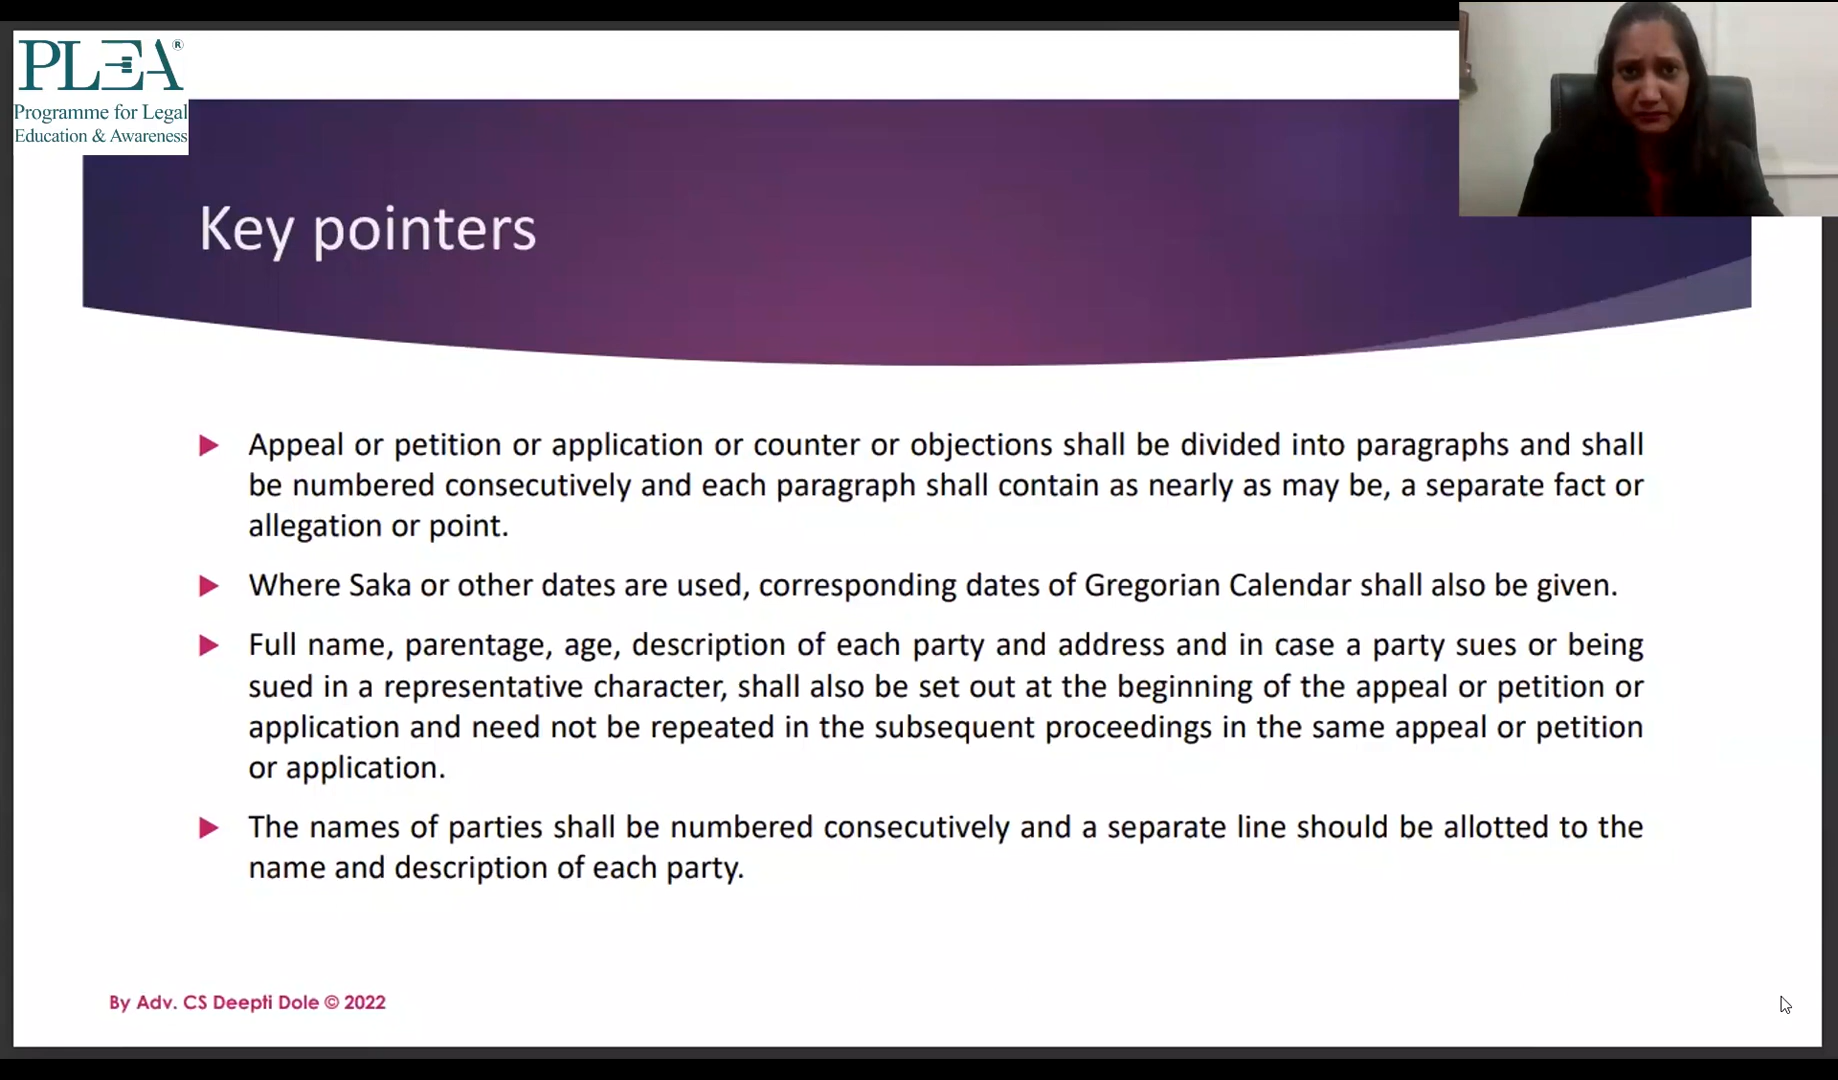 PLEA®
Programme for Legal
Education & Awareness
Key pointers
Appeal or petition or application or counter or objections shall be divided into paragraphs and shall
be numbered consecutively and each paragraph shall contain as nearly as may be, a separate fact or
allegation or point.
Where Saka or other dates are used, corresponding dates of Gregorian Calendar shall also be given.
Full name, parentage, age, description of each party and address and in case a party sues or being
sued in a representative character, shall also be set out at the beginning of the appeal or petition or
application and need not be repeated in the subsequent proceedings in the same appeal or petition
or application.
The names of parties shall be numbered consecutively and a separate line should be allotted to the
name and description of each party.
By Adv. CS Deepti Dole © 2022